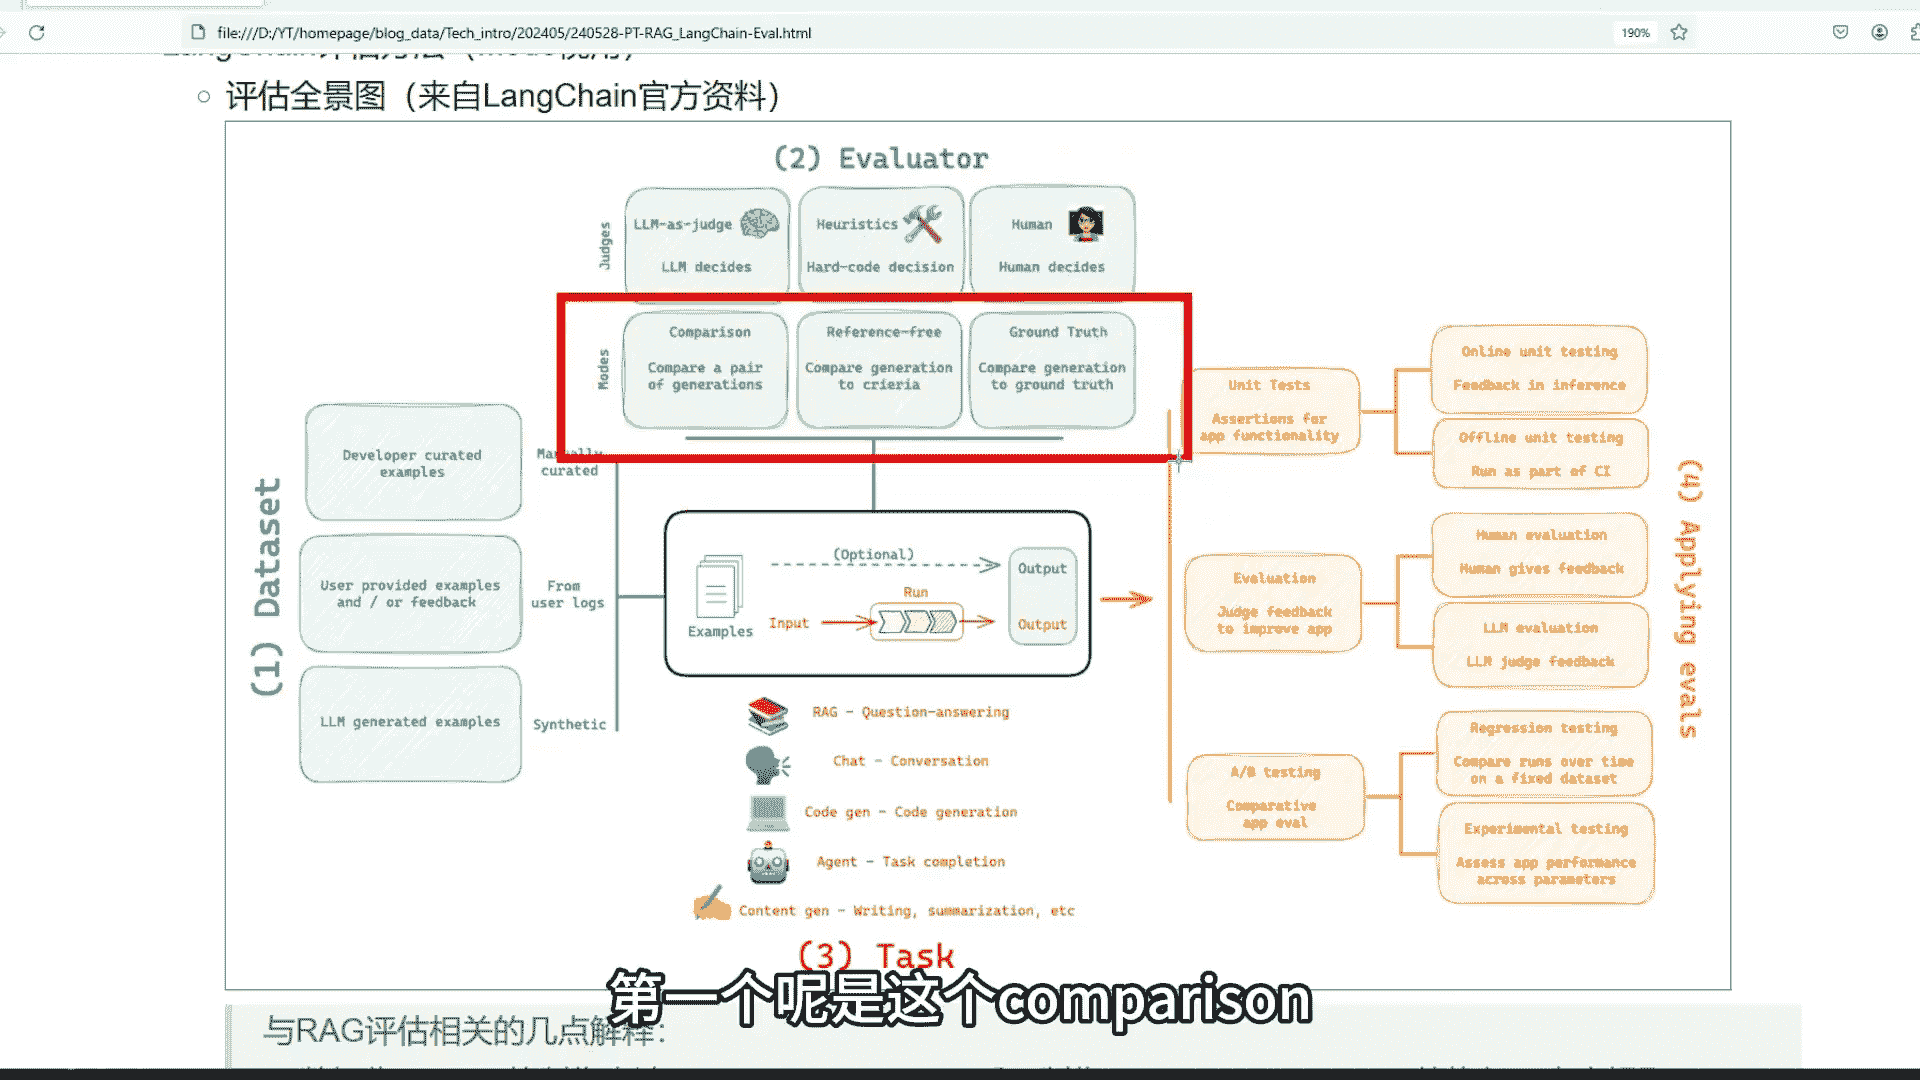 file:///D:/YT/homepage/blog_data/Tech_intro/202405/240528-PT-RAG_LangChain-Eval.html
190%
评估全景图（来自LangChain官方资料）
(2) Evaluator
Judges
LLM-as-judge
LLM decides
Heuristics
Hard-code decision
Human
Human decides
Modes
Comparison
Compare a pair
of generations
Reference-free
Compare generation
to crieria
Ground Truth
Compare generation
to ground truth
(1) Dataset
Developer curated
examples
Manually
curated
User provided examples
and / or feedback
From
user logs
LLM generated examples
Synthetic
Examples
(Optional)
Input
Run
Output
Output
RAG - Question-answering
Chat - Conversation
Code gen - Code generation
Agent - Task completion
Content gen - Writing, summarization, etc
(3) Task
Unit Tests
Assertions for
app functionality
Online unit testing
Feedback in inference
Offline unit testing
Run as part of CI
Evaluation
Judge feedback
to improve app
Human evaluation
Human gives feedback
LLM evaluation
LLM judge feedback
A/B testing
Comparative
app eval
Regression testing
Compare runs over time
on a fixed dataset
Experimental testing
Assess app performance
across parameters
(4) Applying evals
第一个呢是这个comparison
与RAG评估相关的几点解释：